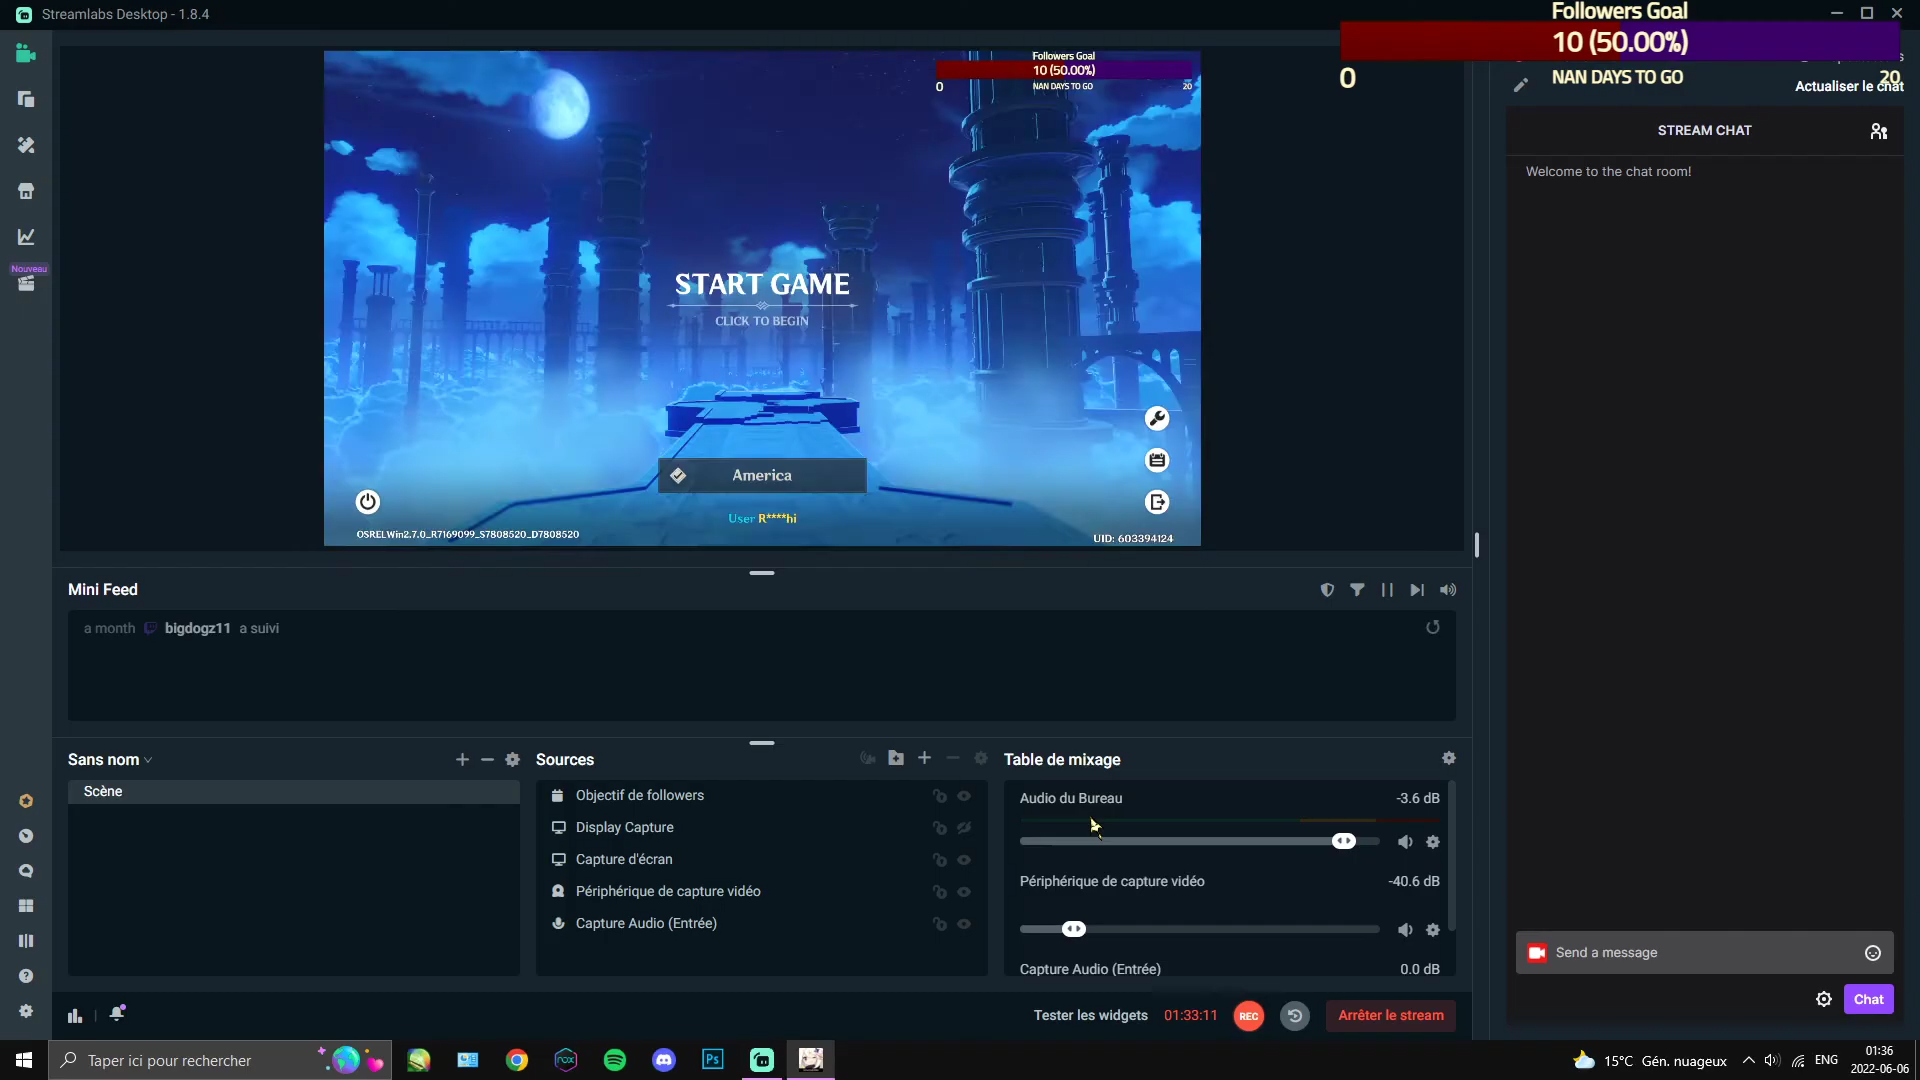 Streamlabs Desktop - 1.8.4
Followers Goal
10 (50.00%)
NAN DAYS TO GO
0
20
Actualiser le chat
Nouveau
Followers Goal
10 (50.00%)
0
NAN DAYS TO GO
20
START GAME
CLICK TO BEGIN
America
User R****hi
OSRELWin2.7.0_R7169099_S7808520_D7808520
UID: 603394124
STREAM CHAT
Welcome to the chat room!
Mini Feed
a month bigdogz11 a suivi
Sans nom
Scène
Sources
Objectif de followers
Display Capture
Capture d'écran
Périphérique de capture vidéo
Capture Audio (Entrée)
Table de mixage
Audio du Bureau -3.6 dB
Périphérique de capture vidéo -40.6 dB
Capture Audio (Entrée) 0.0 dB
Send a message
Chat
Tester les widgets 01:33:11 REC Arrêter le stream
Taper ici pour rechercher
nox
Ps
15°C Gén. nuageux
ENG
01:36
2022-06-06